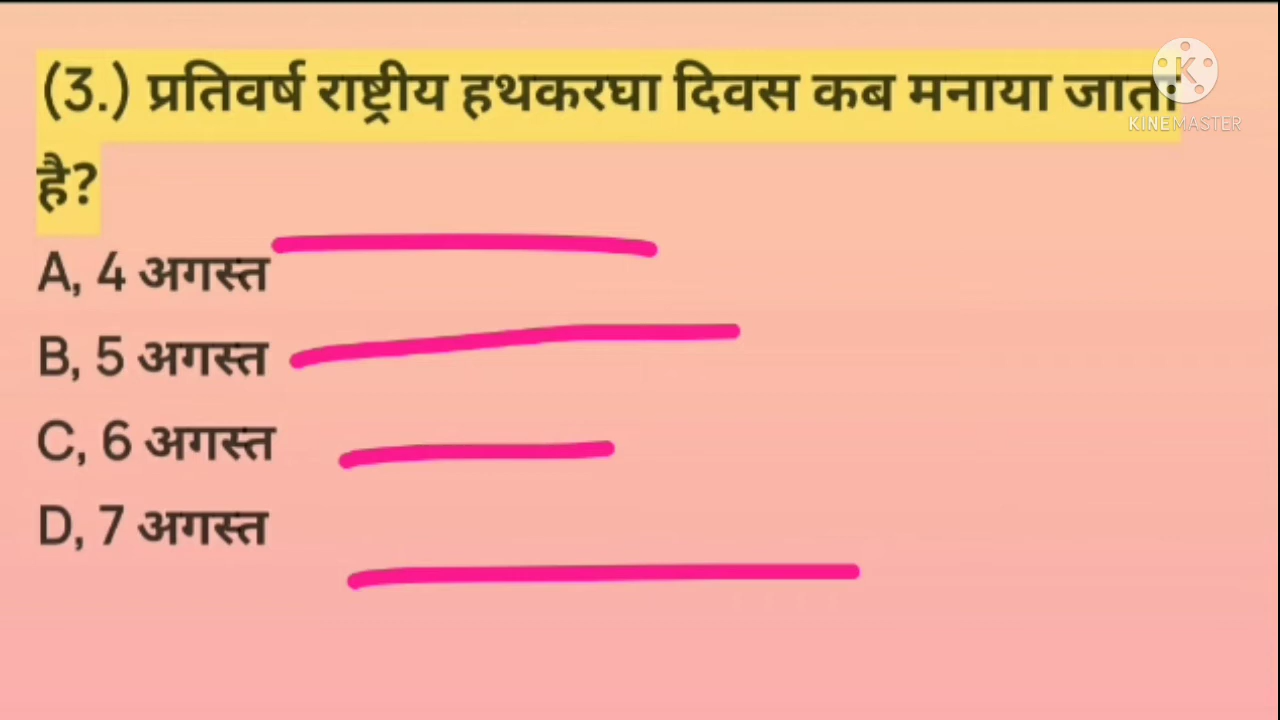 (3.) प्रतिवर्ष राष्ट्रीय हथकरघा दिवस कब मनाया जाता
है?
A, 4 अगस्त
B, 5 अगस्त
C, 6 अगस्त
D, 7 अगस्त
K
KINEMASTER